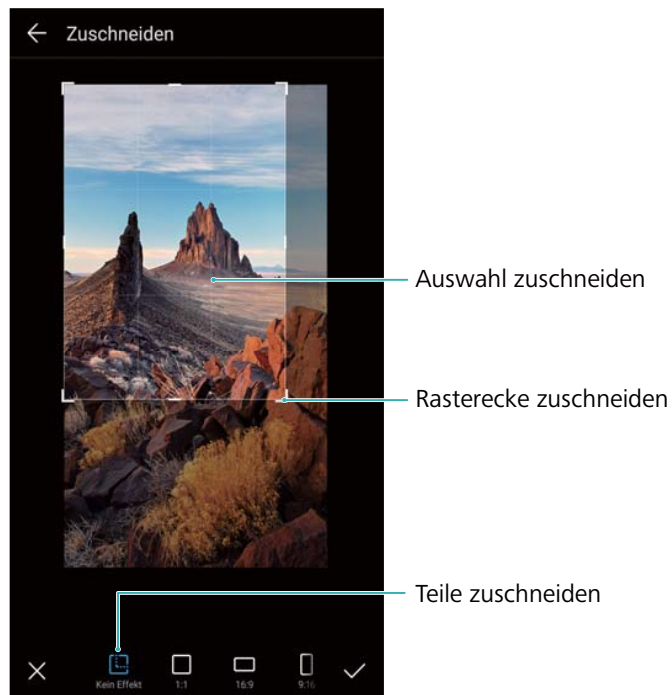 Zuschneiden
Auswahl zuschneiden
Rasterecke zuschneiden
Teile zuschneiden
Kein Effekt 1:1 16:9 9:16